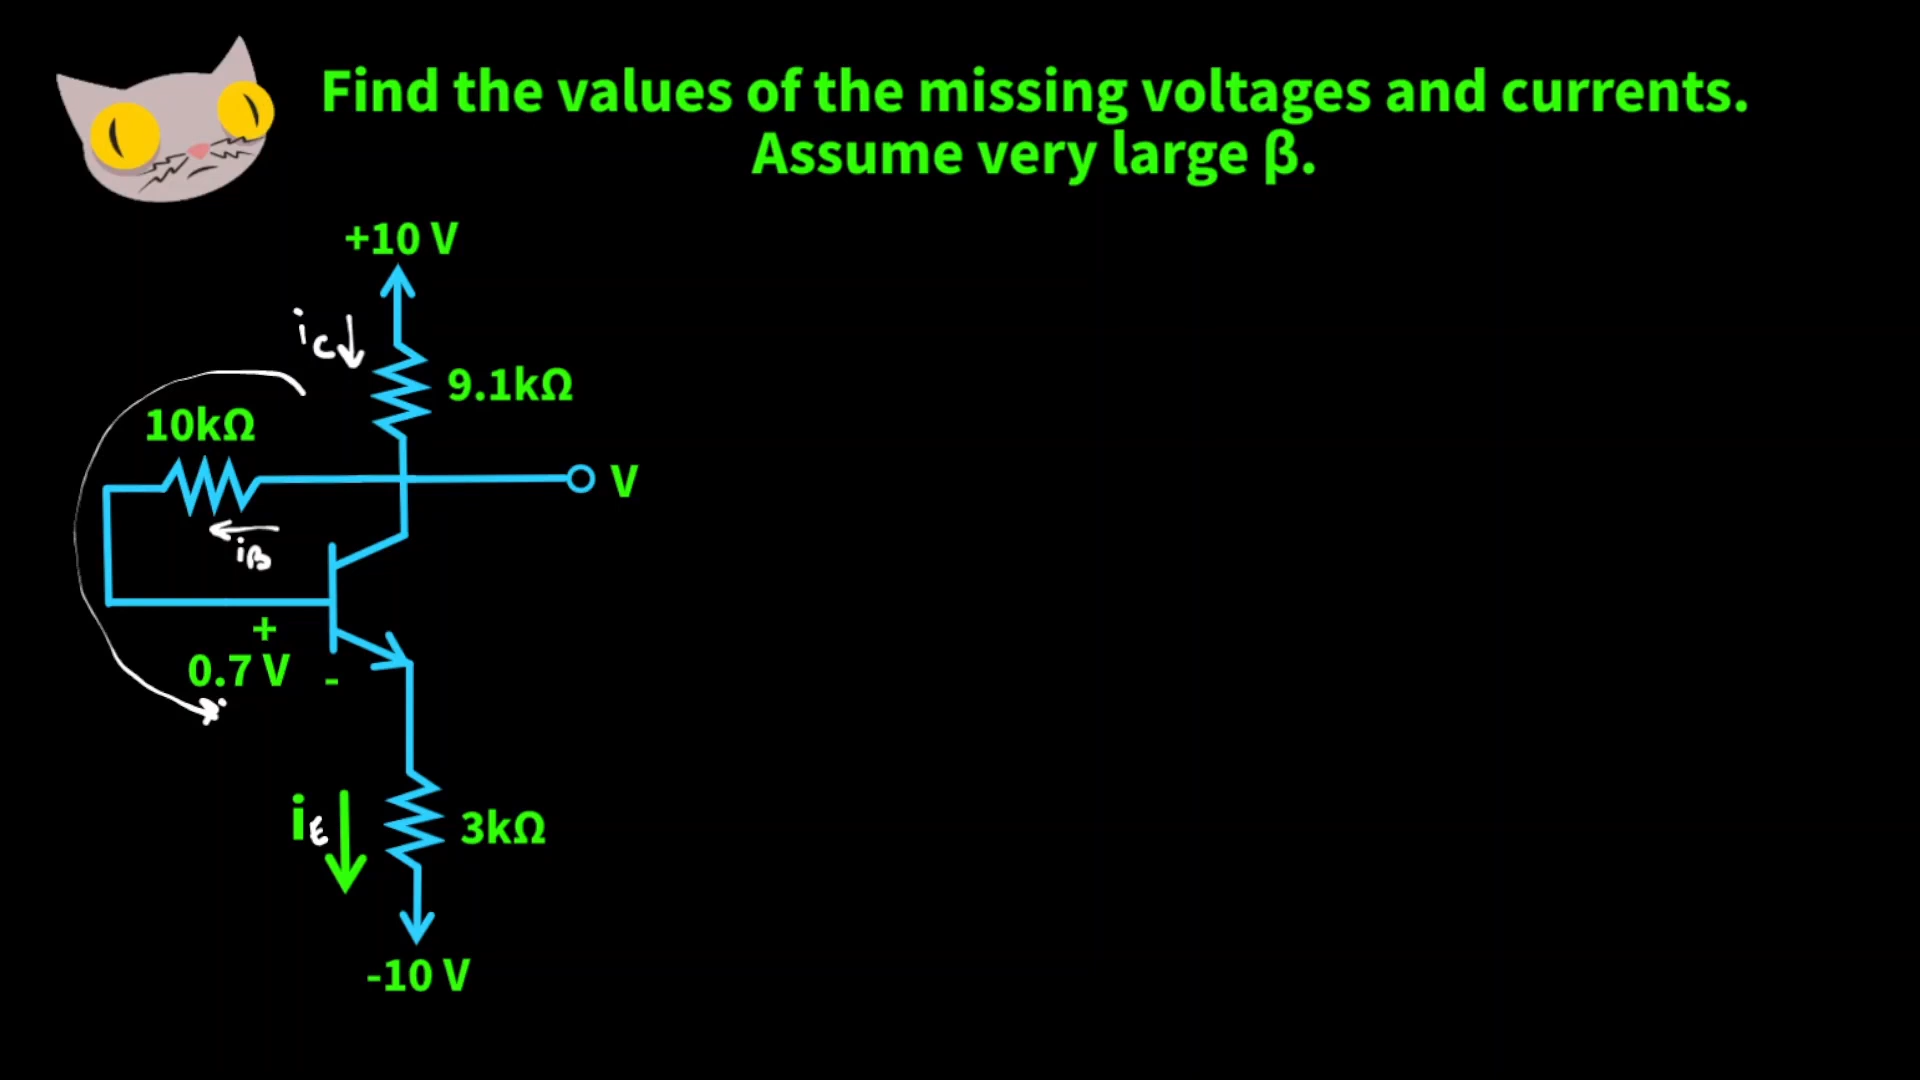 Find the values of the missing voltages and currents.
Assume very large β.
+10 V
iC
9.1kΩ
10kΩ
V
iB
+
0.7 V -
iE
3kΩ
-10 V